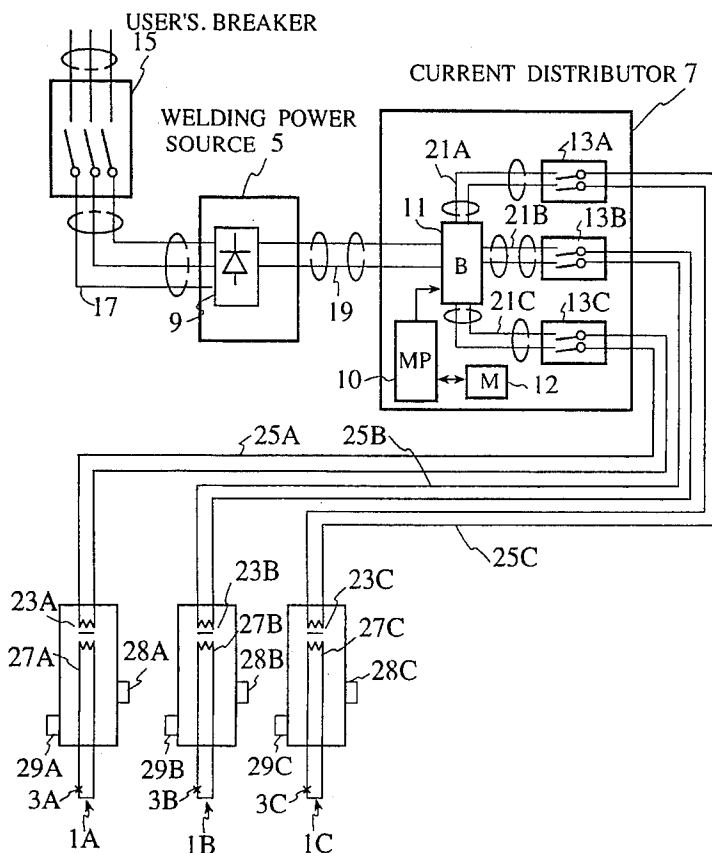 USER'S. BREAKER
15
CURRENT DISTRIBUTOR 7
WELDING POWER
SOURCE 5
13A
21A
11
21B
13B
B
21C
13C
17
9
19
MP
10
M
12
25A
25B
25C
23A
23B
23C
27A
27B
27C
28A
28B
28C
29A
29B
29C
3A
3B
3C
1A
1B
1C